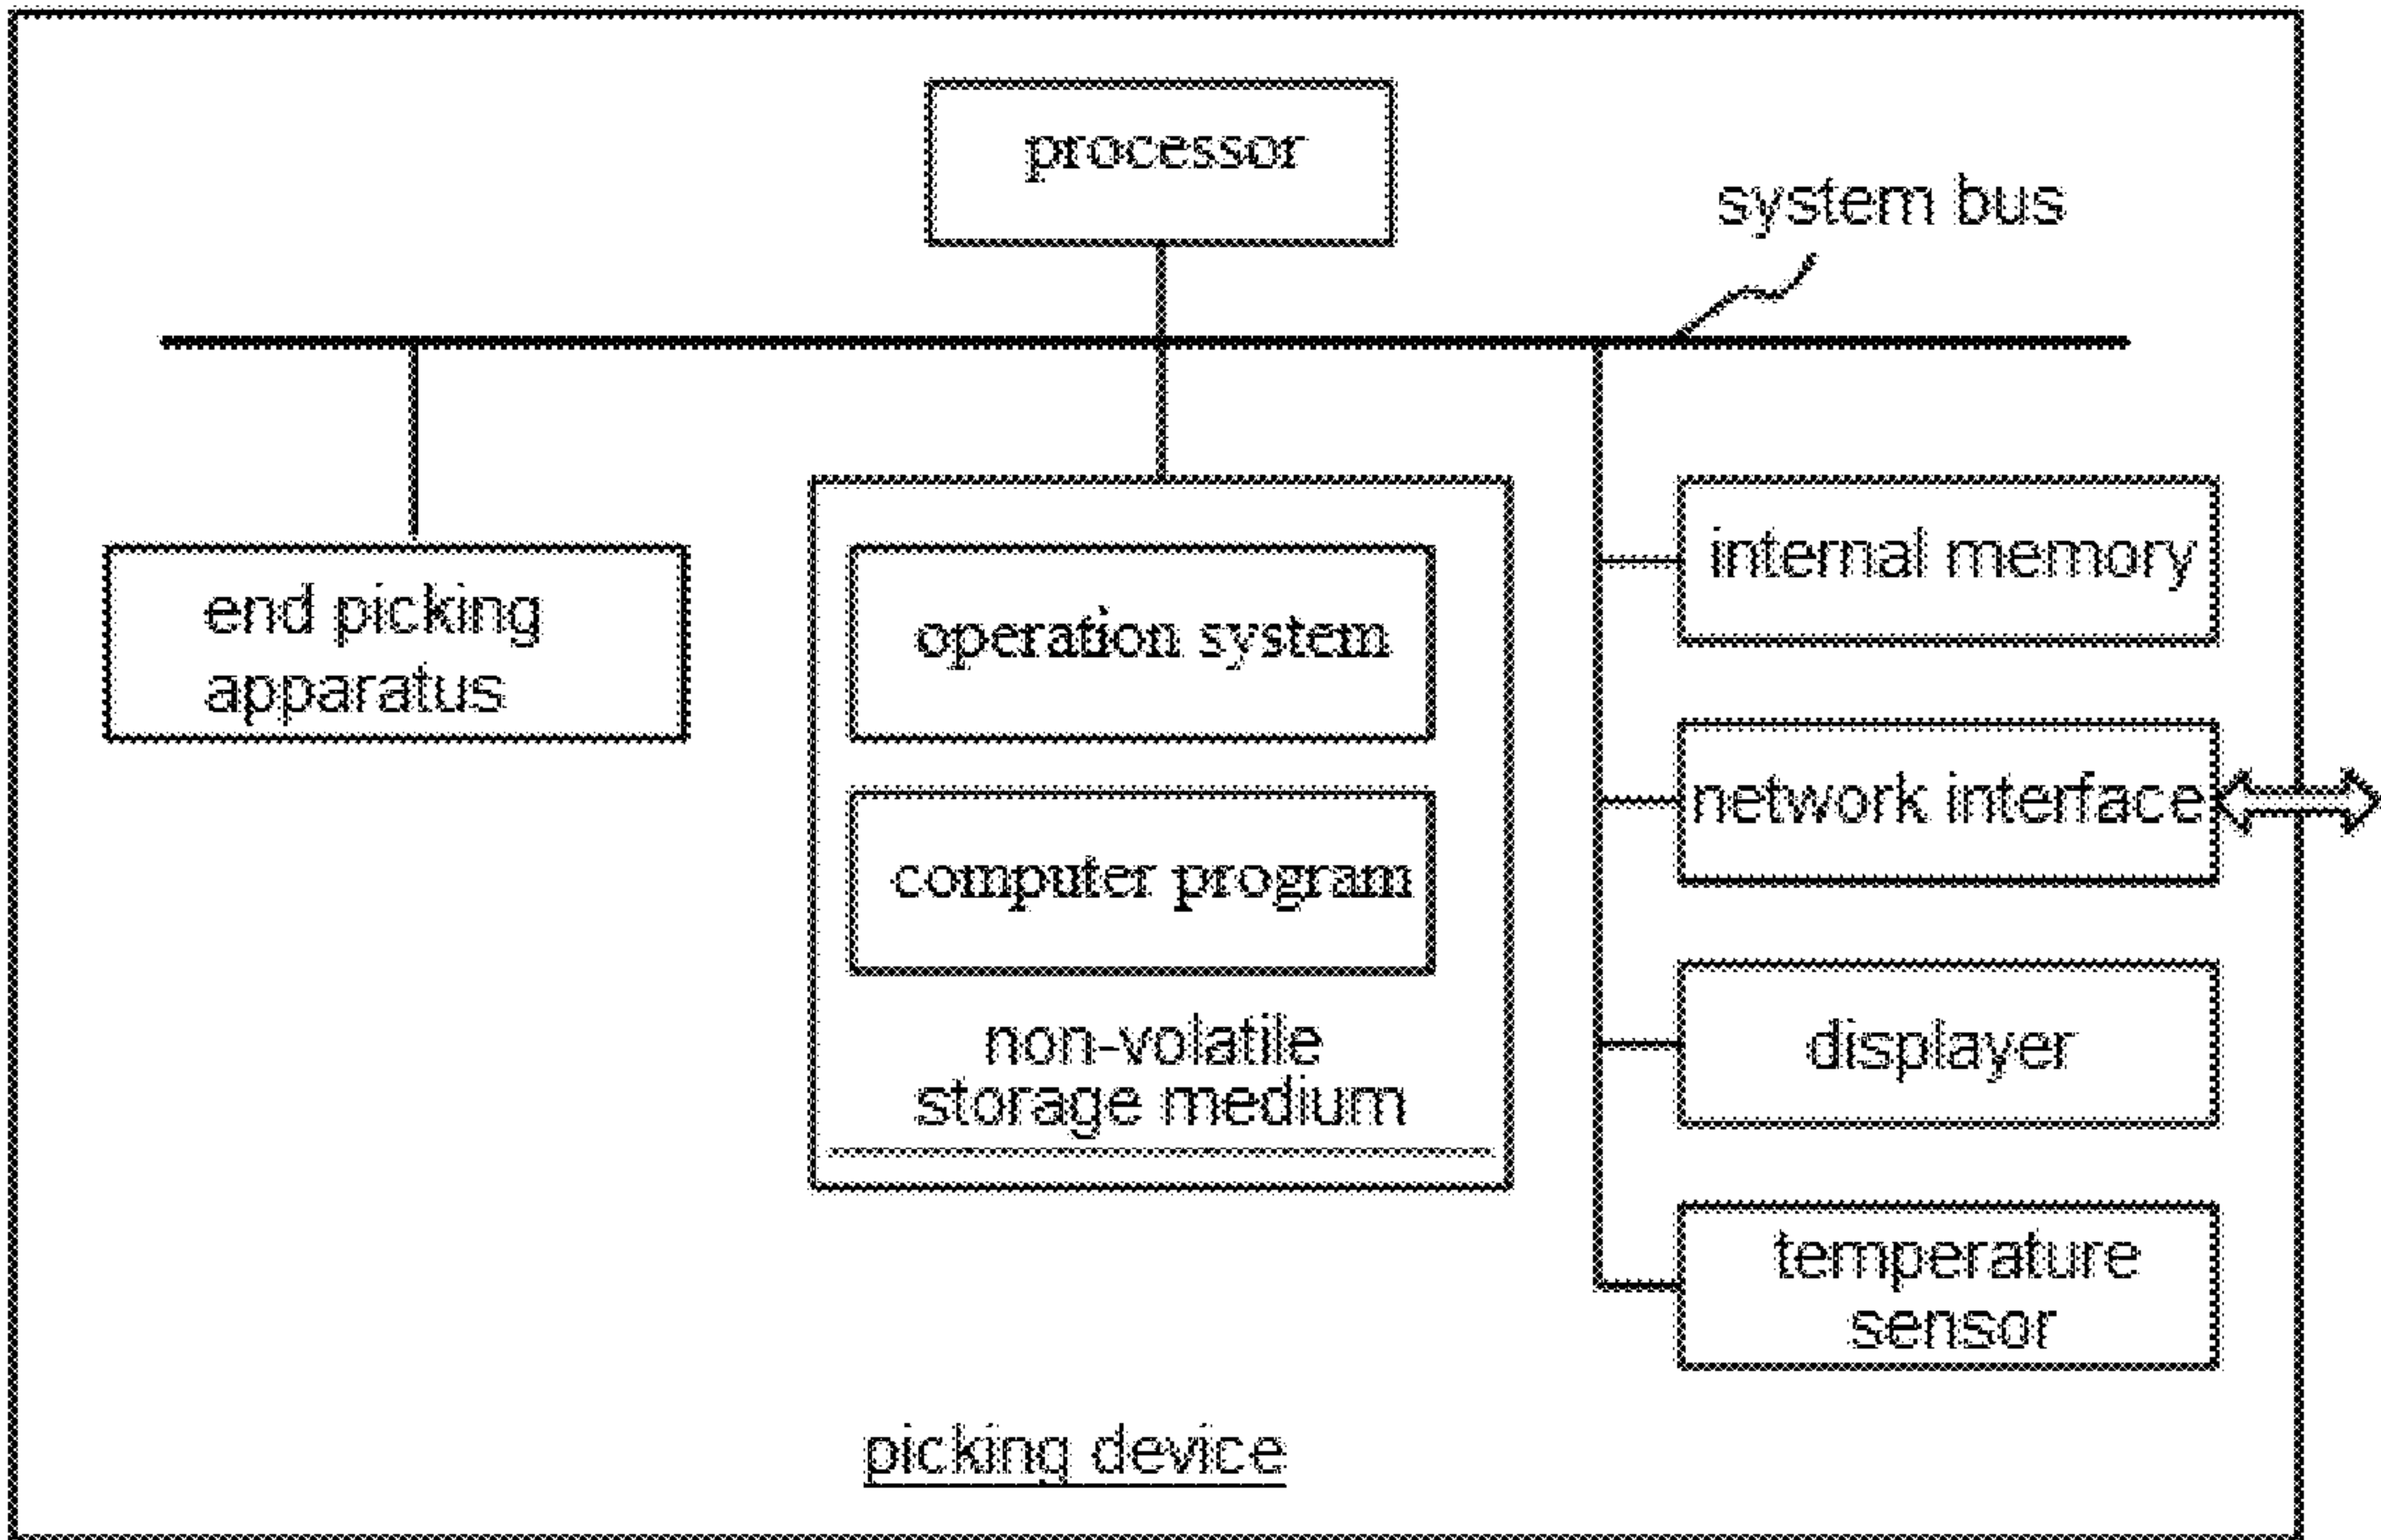 processor
system bus
end picking
apparatus
operation system
computer program
non-volatile
storage medium
internal memory
network interface
displayer
temperature
sensor
picking device